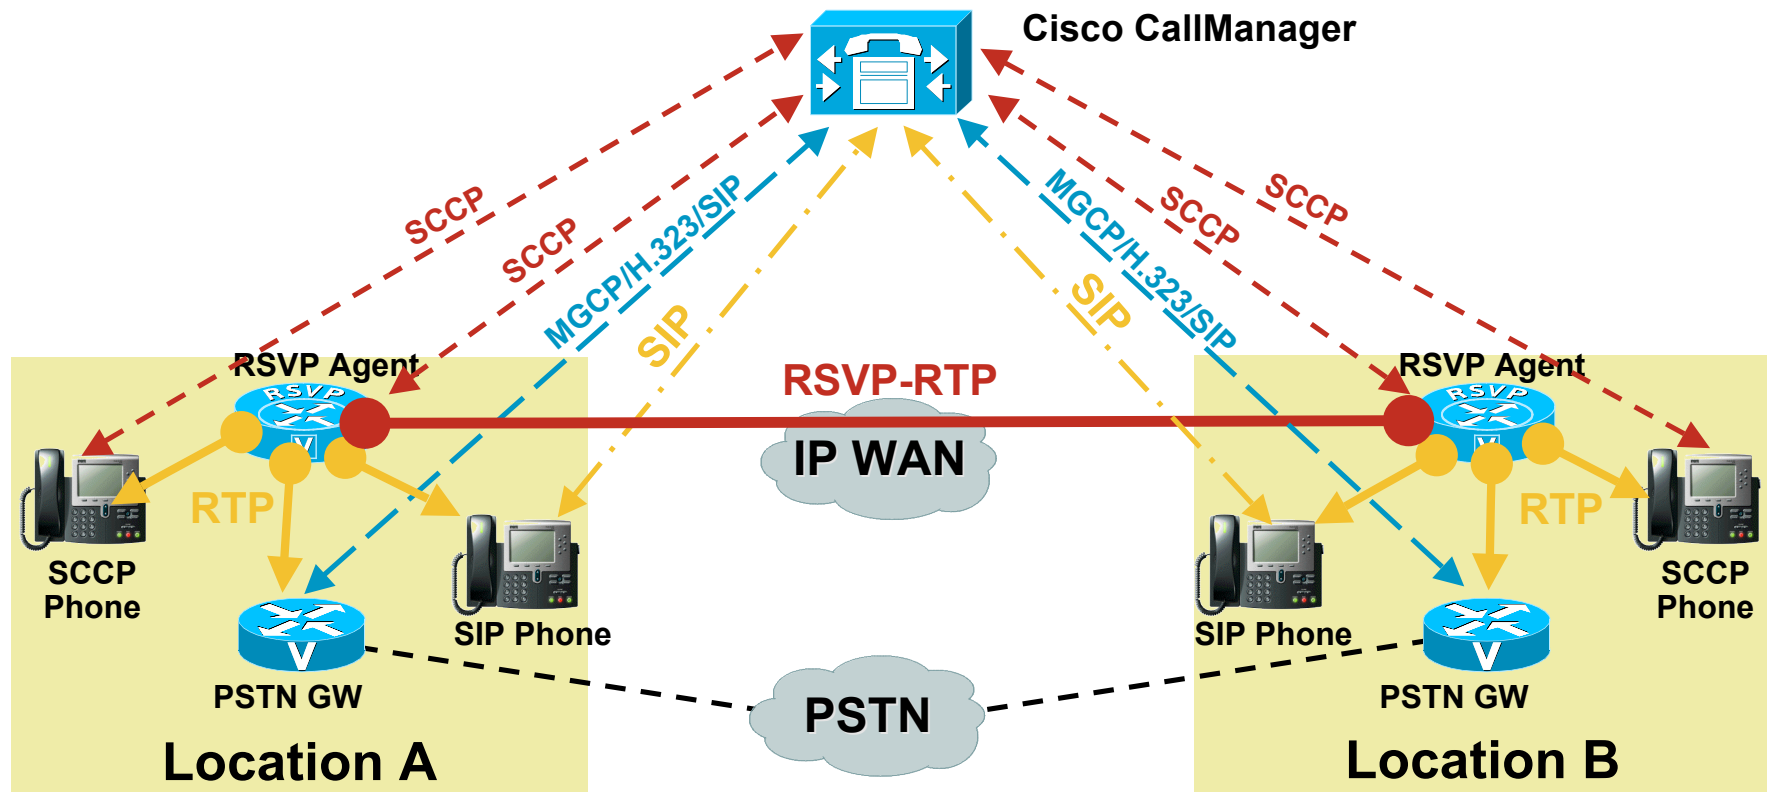 Cisco CallManager
SCCP
SCCP
MGCP/H.323/SIP
SIP
SIP
MGCP/H.323/SIP
SCCP
SCCP
RSVP Agent
RSVP
V
RSVP-RTP
IP WAN
RSVP Agent
RSVP
V
RTP
SCCP
Phone
SIP Phone
V
PSTN GW
Location A
PSTN
RTP
SIP Phone
SCCP
Phone
V
PSTN GW
Location B